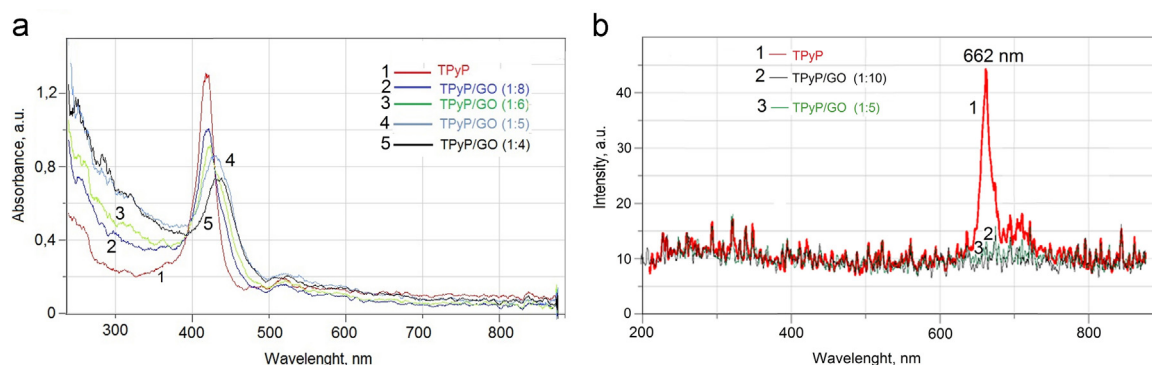 a
Absorbance, a.u.
1,2
0,8
0.4
0
300
400
500
600
700
800
Wavelenght, nm
1 TPyP
2 TPyP/GO (1:8)
3 TPyP/GO (1:6)
4 TPyP/GO (1:5)
5 TPyP/GO (1:4)
4
5
3
2
1
b
Intensity, a.u.
40
30
20
10
0
200
400
600
800
Wavelenght, nm
1 TPyP
2 TPyP/GO (1:10)
3 TPyP/GO (1:5)
662 nm
1
2
3